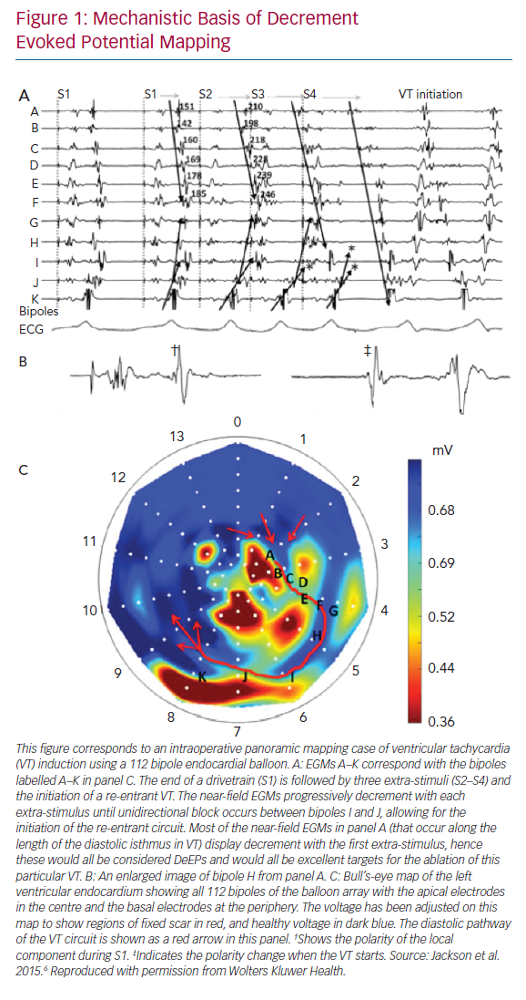 Figure 1: Mechanistic Basis of Decrement
Evoked Potential Mapping
A S1 S1 S2 S3 S4 VT initiation
A 151 210
B 142 198
C 160 218
D 169 228
E 178 239
F 185 246
G
H
I * *
J *
K
Bipoles
ECG
B † ‡
C
0
13 1
12 2
11 3
10 4
9 5
8 6
7
A
B C D
E F G
H
K J I
mV
0.68
0.69
0.52
0.44
0.36
This figure corresponds to an intraoperative panoramic mapping case of ventricular tachycardia
(VT) induction using a 112 bipole endocardial balloon. A: EGMs A–K correspond with the bipoles
labelled A–K in panel C. The end of a drivetrain (S1) is followed by three extra-stimuli (S2–S4) and
the initiation of a re-entrant VT. The near-field EGMs progressively decrement with each
extra-stimulus until unidirectional block occurs between bipoles I and J, allowing for the
initiation of the re-entrant circuit. Most of the near-field EGMs in panel A (that occur along the
length of the diastolic isthmus in VT) display decrement with the first extra-stimulus, hence
these would all be considered DeEPs and would all be excellent targets for the ablation of this
particular VT. B: An enlarged image of bipole H from panel A. C: Bull's-eye map of the left
ventricular endocardium showing all 112 bipoles of the balloon array with the apical electrodes
in the centre and the basal electrodes at the periphery. The voltage has been adjusted on this
map to show regions of fixed scar in red, and healthy voltage in dark blue. The diastolic pathway
of the VT circuit is shown as a red arrow in this panel. †Shows the polarity of the local
component during S1. ‡Indicates the polarity change when the VT starts. Source: Jackson et al.
2015.⁶ Reproduced with permission from Wolters Kluwer Health.